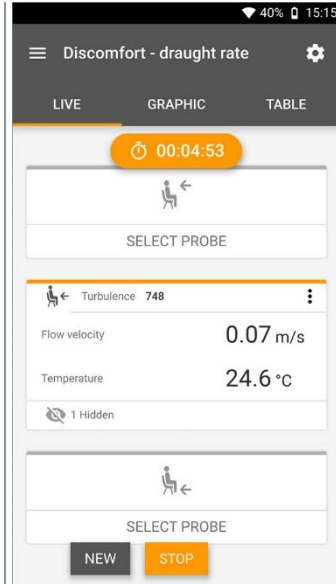 40% 15:15
Discomfort - draught rate
LIVE GRAPHIC TABLE
00:04:53
SELECT PROBE
Turbulence 748
Flow velocity 0.07 m/s
Temperature 24.6 °C
1 Hidden
SELECT PROBE
NEW STOP